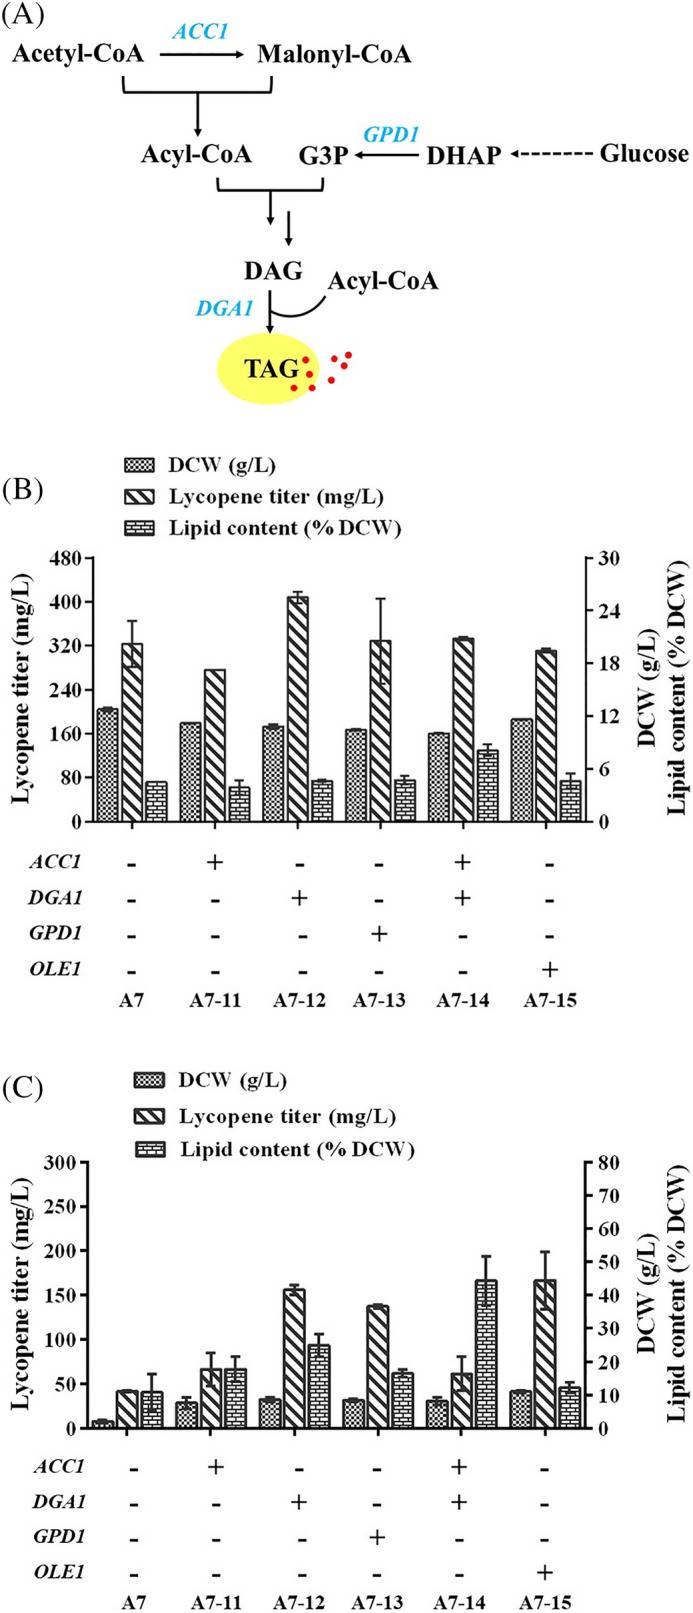 (A)
ACC1
Acetyl-CoA Malonyl-CoA
GPD1
Acyl-CoA G3P DHAP Glucose
DAG
Acyl-CoA
DGA1
TAG
(B)
DCW (g/L)
Lycopene titer (mg/L)
Lipid content (% DCW)
Lycopene titer (mg/L)
480
400
320
240
160
80
0
30
24
18
12
6
0
DCW (g/L)
Lipid content (% DCW)
ACC1 - + - - + -
DGA1 - - + - + -
GPD1 - - - + - -
OLE1 - - - - - +
A7 A7-11 A7-12 A7-13 A7-14 A7-15
(C)
DCW (g/L)
Lycopene titer (mg/L)
Lipid content (% DCW)
Lycopene titer (mg/L)
300
250
200
150
100
50
0
80
70
60
50
40
30
20
10
0
DCW (g/L)
Lipid content (% DCW)
ACC1 - + - - + -
DGA1 - - + - + -
GPD1 - - - + - -
OLE1 - - - - - +
A7 A7-11 A7-12 A7-13 A7-14 A7-15